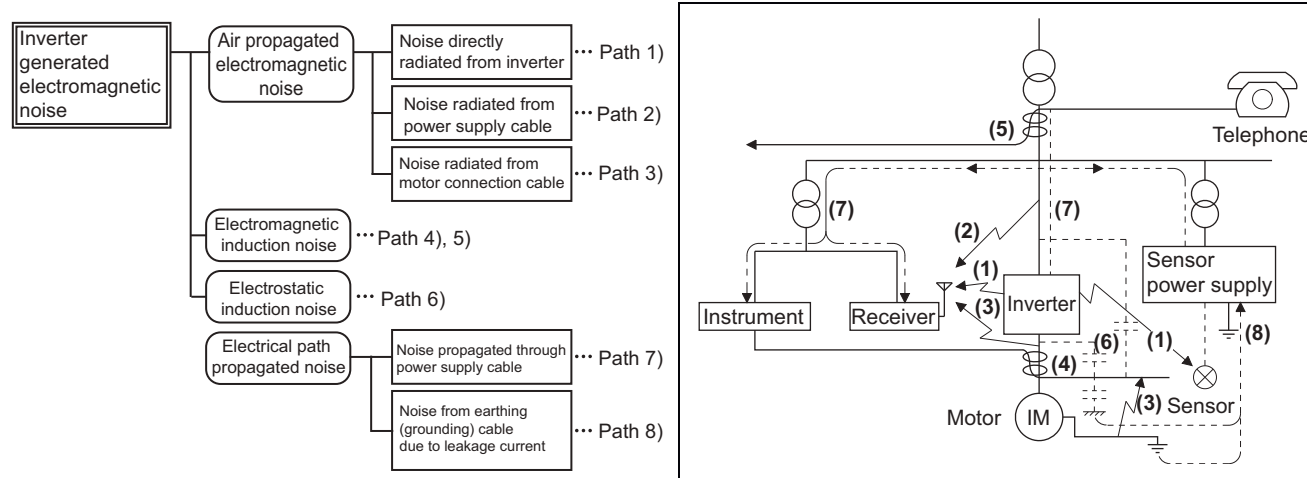 Inverter
generated
electromagnetic
noise
Air propagated
electromagnetic
noise
Noise directly
radiated from inverter
··· Path 1)
Noise radiated from
power supply cable
··· Path 2)
Noise radiated from
motor connection cable
··· Path 3)
Electromagnetic
induction noise
···Path 4), 5)
Electrostatic
induction noise
··· Path 6)
Electrical path
propagated noise
Noise propagated through
power supply cable
··· Path 7)
Noise from earthing
(grounding) cable
due to leakage current
··· Path 8)
(5)
Telephone
(7)
(7)
(2)
(1)
(3)
Instrument
Receiver
Inverter
Sensor
power supply
(6)
(1)
(8)
(4)
Motor
IM
(3)
Sensor